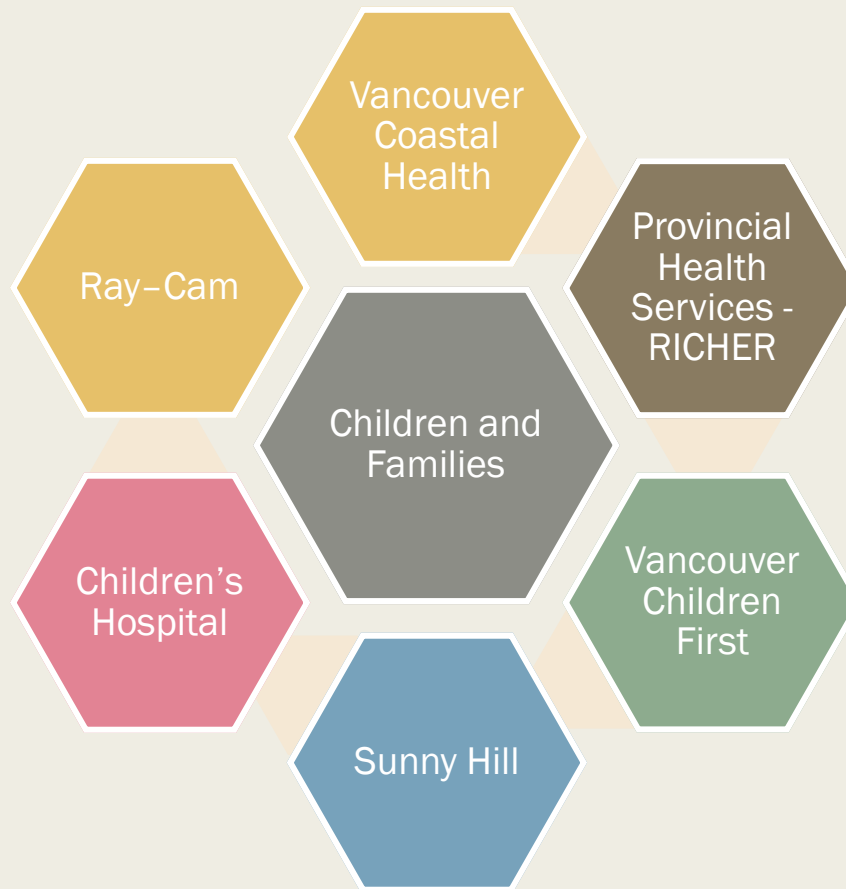 Vancouver
Coastal
Health
Provincial
Health
Services -
RICHER
Ray–Cam
Children and
Families
Children’s
Hospital
Vancouver
Children
First
Sunny Hill